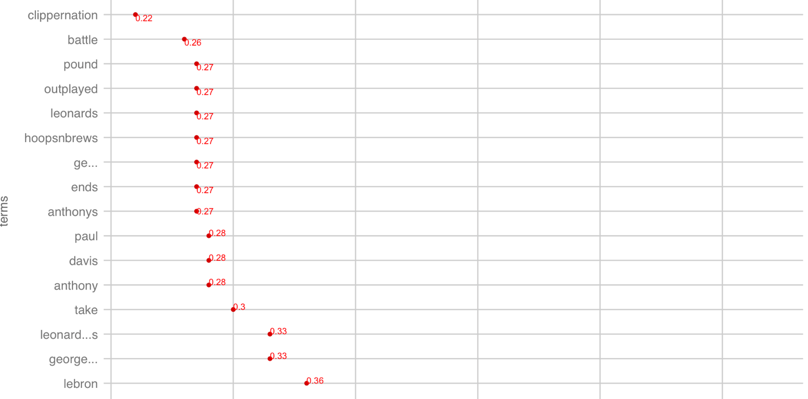 clippernation 0.22
battle 0.26
pound 0.27
outplayed 0.27
leonards 0.27
hoopsnbrews 0.27
ge... 0.27
ends 0.27
anthonys 0.27
terms
paul 0.28
davis 0.28
anthony 0.28
take 0.3
leonard...s 0.33
george... 0.33
lebron 0.36